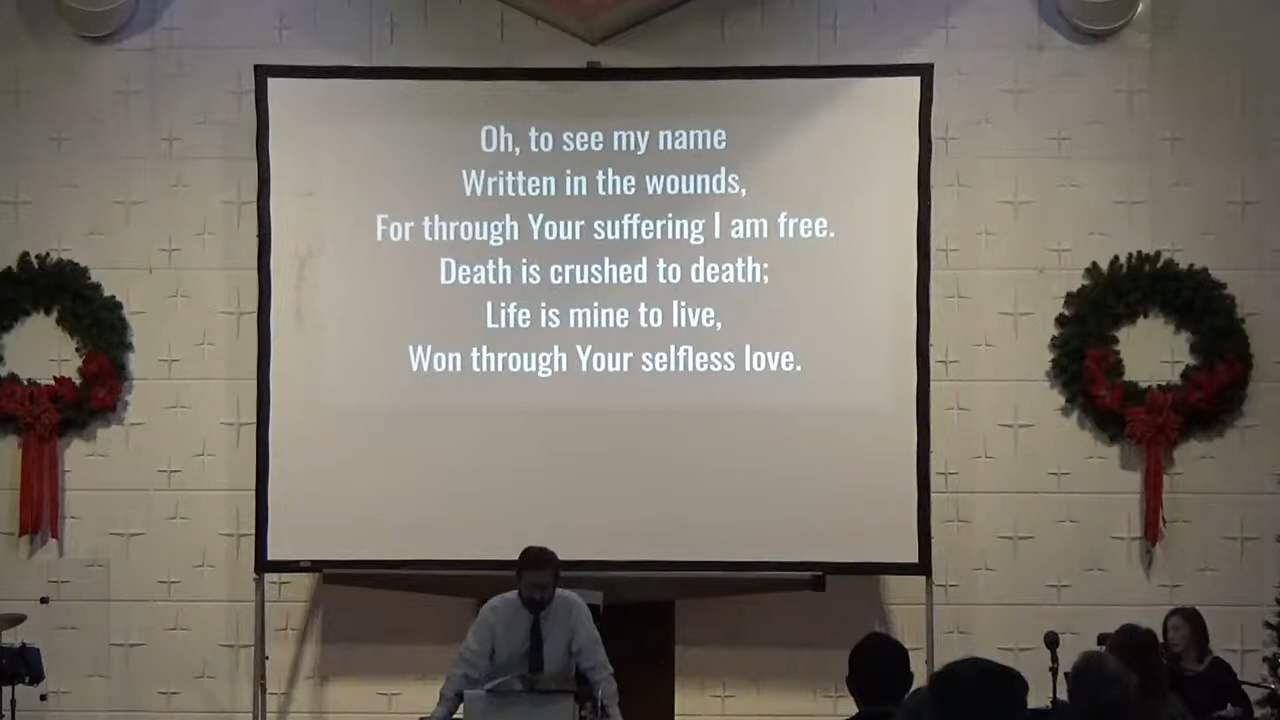 Oh, to see my name
Written in the wounds,
For through Your suffering I am free.
Death is crushed to death;
Life is mine to live,
Won through Your selfless love.